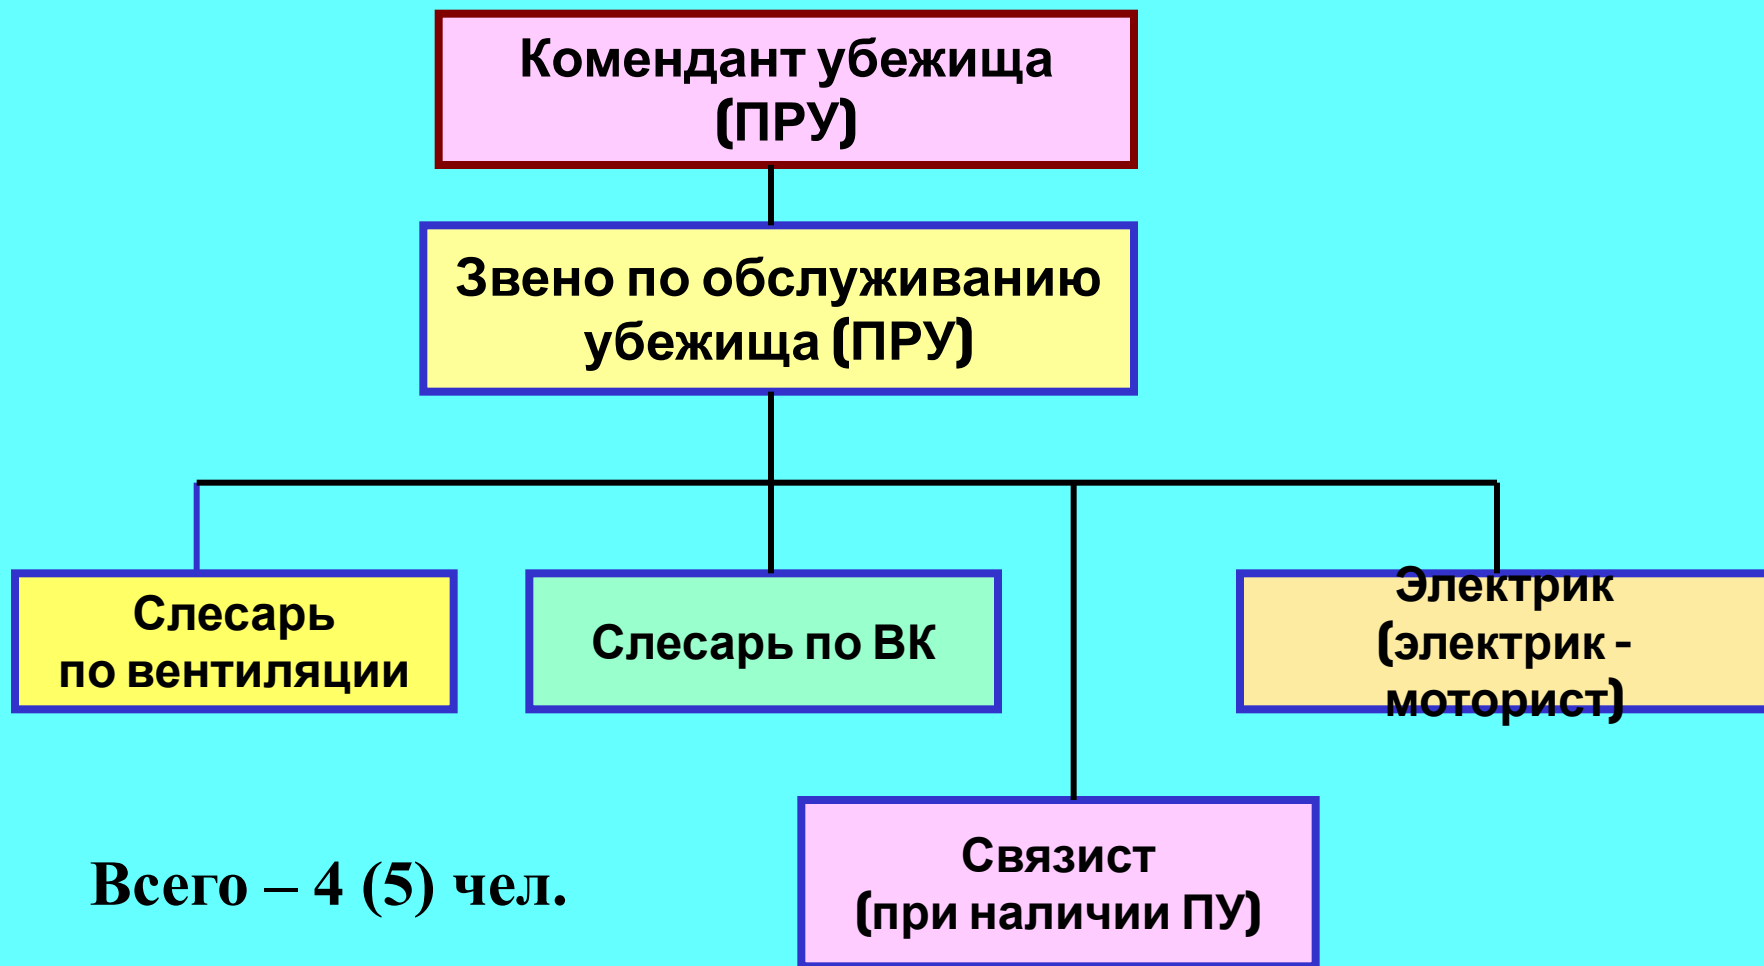 Комендант убежища
(ПРУ)
Звено по обслуживанию
убежища (ПРУ)
Слесарь
по вентиляции
Слесарь по ВК
Электрик
(электрик -
моторист)
Связист
(при наличии ПУ)
Всего – 4 (5) чел.